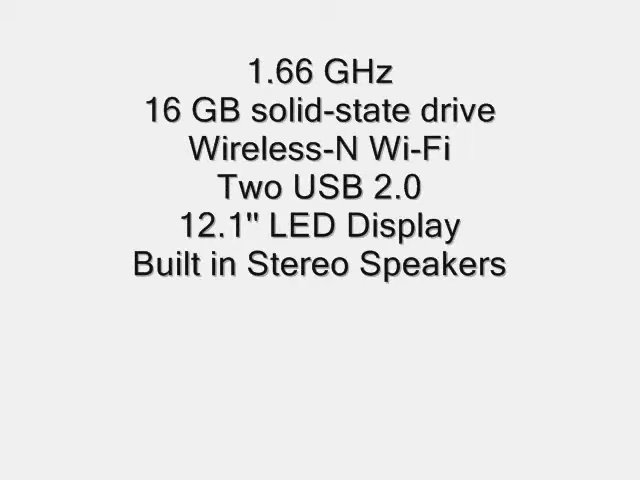 1.66 GHz
16 GB solid-state drive
Wireless-N Wi-Fi
Two USB 2.0
12.1" LED Display
Built in Stereo Speakers